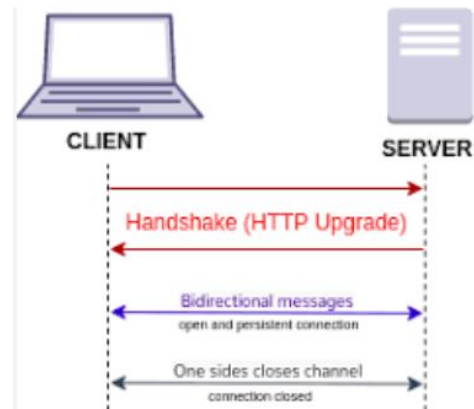 CLIENT
SERVER
Handshake (HTTP Upgrade)
Bidirectional messages
open and persistent connection
One sides closes channel
connection closed